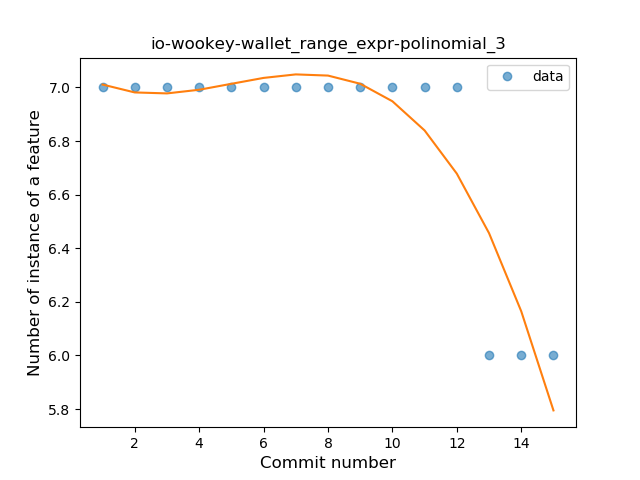 io-wookey-wallet_range_expr-polinomial_3
data
Number of instance of a feature
7.0
6.8
6.6
6.4
6.2
6.0
5.8
2 4 6 8 10 12 14
Commit number